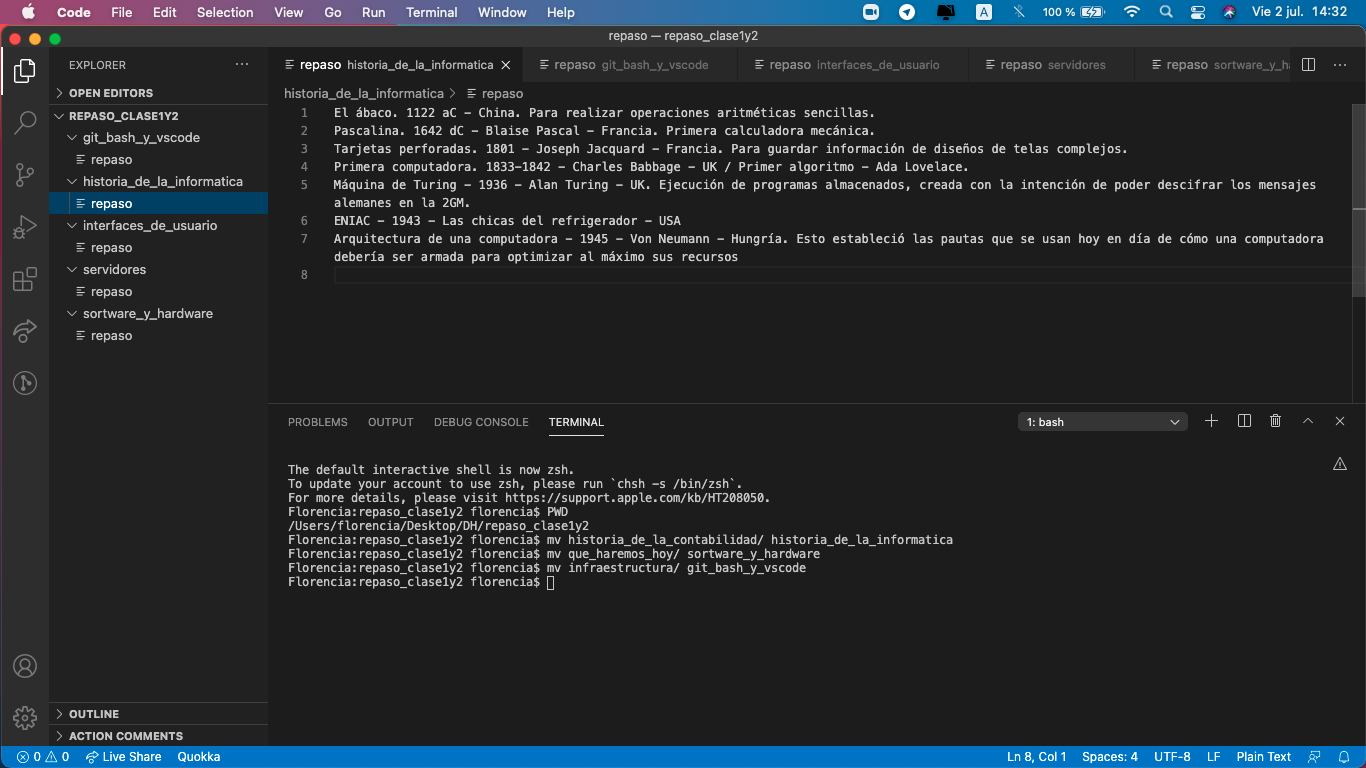 Code File Edit Selection View Go Run Terminal Window Help A 100 % Vie 2 jul. 14:32
repaso — repaso_clase1y2
EXPLORER ···
OPEN EDITORS
REPASO_CLASE1Y2
git_bash_y_vscode
repaso
historia_de_la_informatica
repaso
interfaces_de_usuario
repaso
servidores
repaso
sortware_y_hardware
repaso
OUTLINE
ACTION COMMENTS
repaso historia_de_la_informatica repaso git_bash_y_vscode repaso interfaces_de_usuario repaso servidores repaso sortware_y_ha
historia_de_la_informatica > repaso
1 El ábaco. 1122 aC – China. Para realizar operaciones aritméticas sencillas.
2 Pascalina. 1642 dC – Blaise Pascal – Francia. Primera calculadora mecánica.
3 Tarjetas perforadas. 1801 – Joseph Jacquard – Francia. Para guardar información de diseños de telas complejos.
4 Primera computadora. 1833–1842 – Charles Babbage – UK / Primer algoritmo – Ada Lovelace.
5 Máquina de Turing – 1936 – Alan Turing – UK. Ejecución de programas almacenados, creada con la intención de poder descifrar los mensajes
alemanes en la 2GM.
6 ENIAC – 1943 – Las chicas del refrigerador – USA
7 Arquitectura de una computadora – 1945 – Von Neumann – Hungría. Esto estableció las pautas que se usan hoy en día de cómo una computadora
debería ser armada para optimizar al máximo sus recursos
8
PROBLEMS OUTPUT DEBUG CONSOLE TERMINAL 1: bash
The default interactive shell is now zsh.
To update your account to use zsh, please run `chsh -s /bin/zsh`.
For more details, please visit https://support.apple.com/kb/HT208050.
Florencia:repaso_clase1y2 florencia$ PWD
/Users/florencia/Desktop/DH/repaso_clase1y2
Florencia:repaso_clase1y2 florencia$ mv historia_de_la_contabilidad/ historia_de_la_informatica
Florencia:repaso_clase1y2 florencia$ mv que_haremos_hoy/ sortware_y_hardware
Florencia:repaso_clase1y2 florencia$ mv infraestructura/ git_bash_y_vscode
Florencia:repaso_clase1y2 florencia$
0 0 Live Share Quokka Ln 8, Col 1 Spaces: 4 UTF-8 LF Plain Text